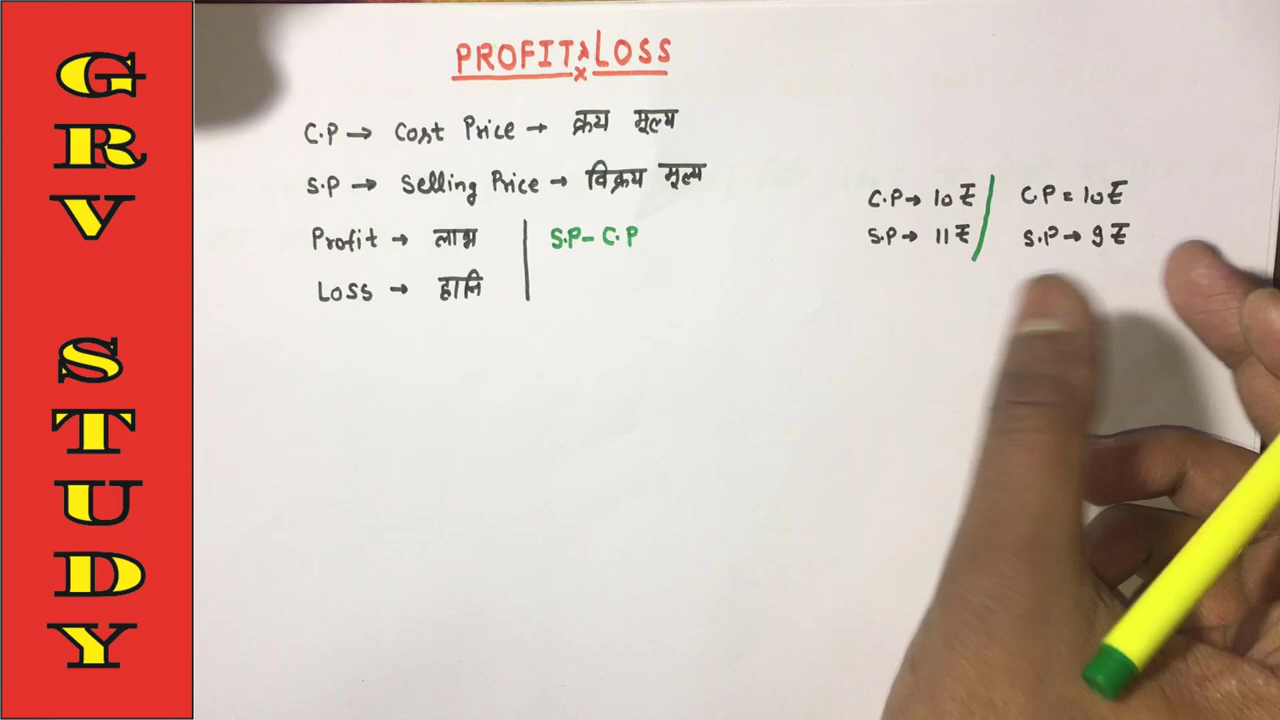 GRV STUDY
PROFIT & LOSS
C.P → Cost Price → क्रय मूल्य
S.P → Selling Price → विक्रय मूल्य
Profit → लाभ | S.P - C.P
Loss → हानि
C.P → 10 ₹
S.P → 11 ₹
C.P = 10 ₹
S.P → 9 ₹